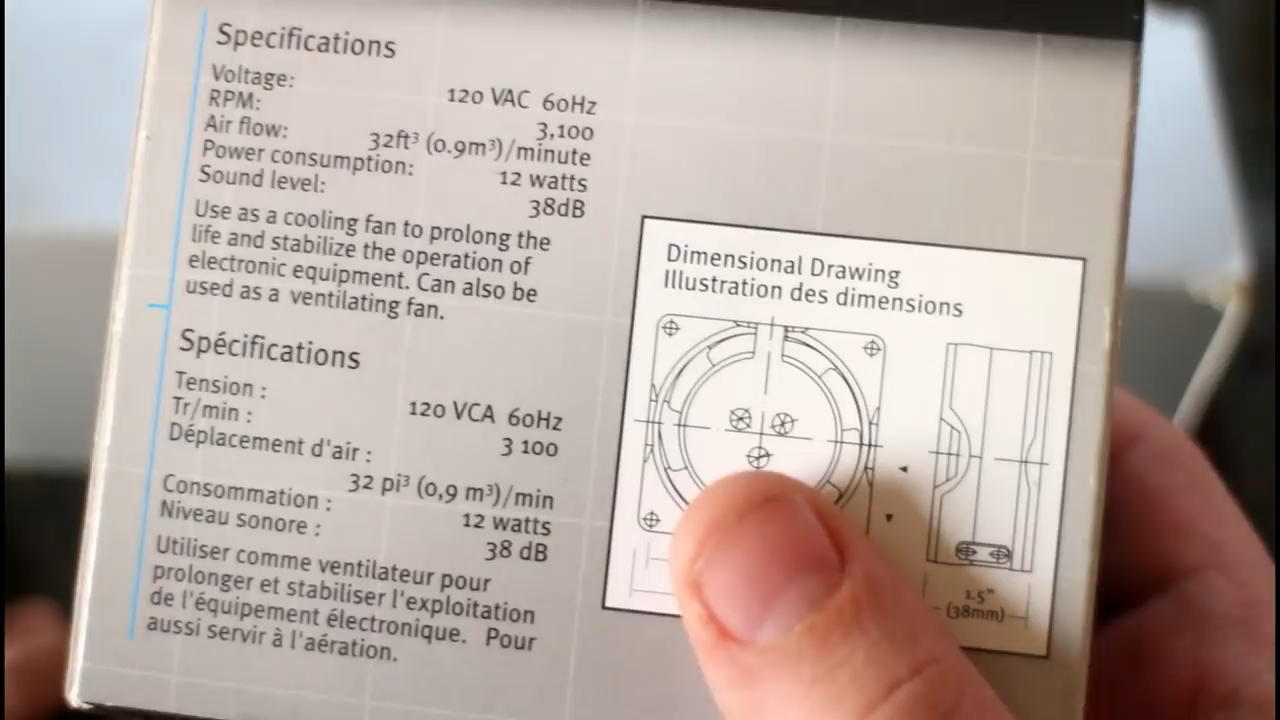 Specifications
Voltage: 120 VAC 60Hz
RPM: 3,100
Air flow: 32ft³ (0.9m³)/minute
Power consumption: 12 watts
Sound level: 38dB
Use as a cooling fan to prolong the
life and stabilize the operation of
electronic equipment. Can also be
used as a ventilating fan.
Spécifications
Tension : 120 VCA 60Hz
Tr/min : 3 100
Déplacement d'air :
32 pi³ (0,9 m³)/min
Consommation : 12 watts
Niveau sonore : 38 dB
Utiliser comme ventilateur pour
prolonger et stabiliser l'exploitation
de l'équipement électronique. Pour
aussi servir à l'aération.
Dimensional Drawing
Illustration des dimensions
1.5"
(38mm)